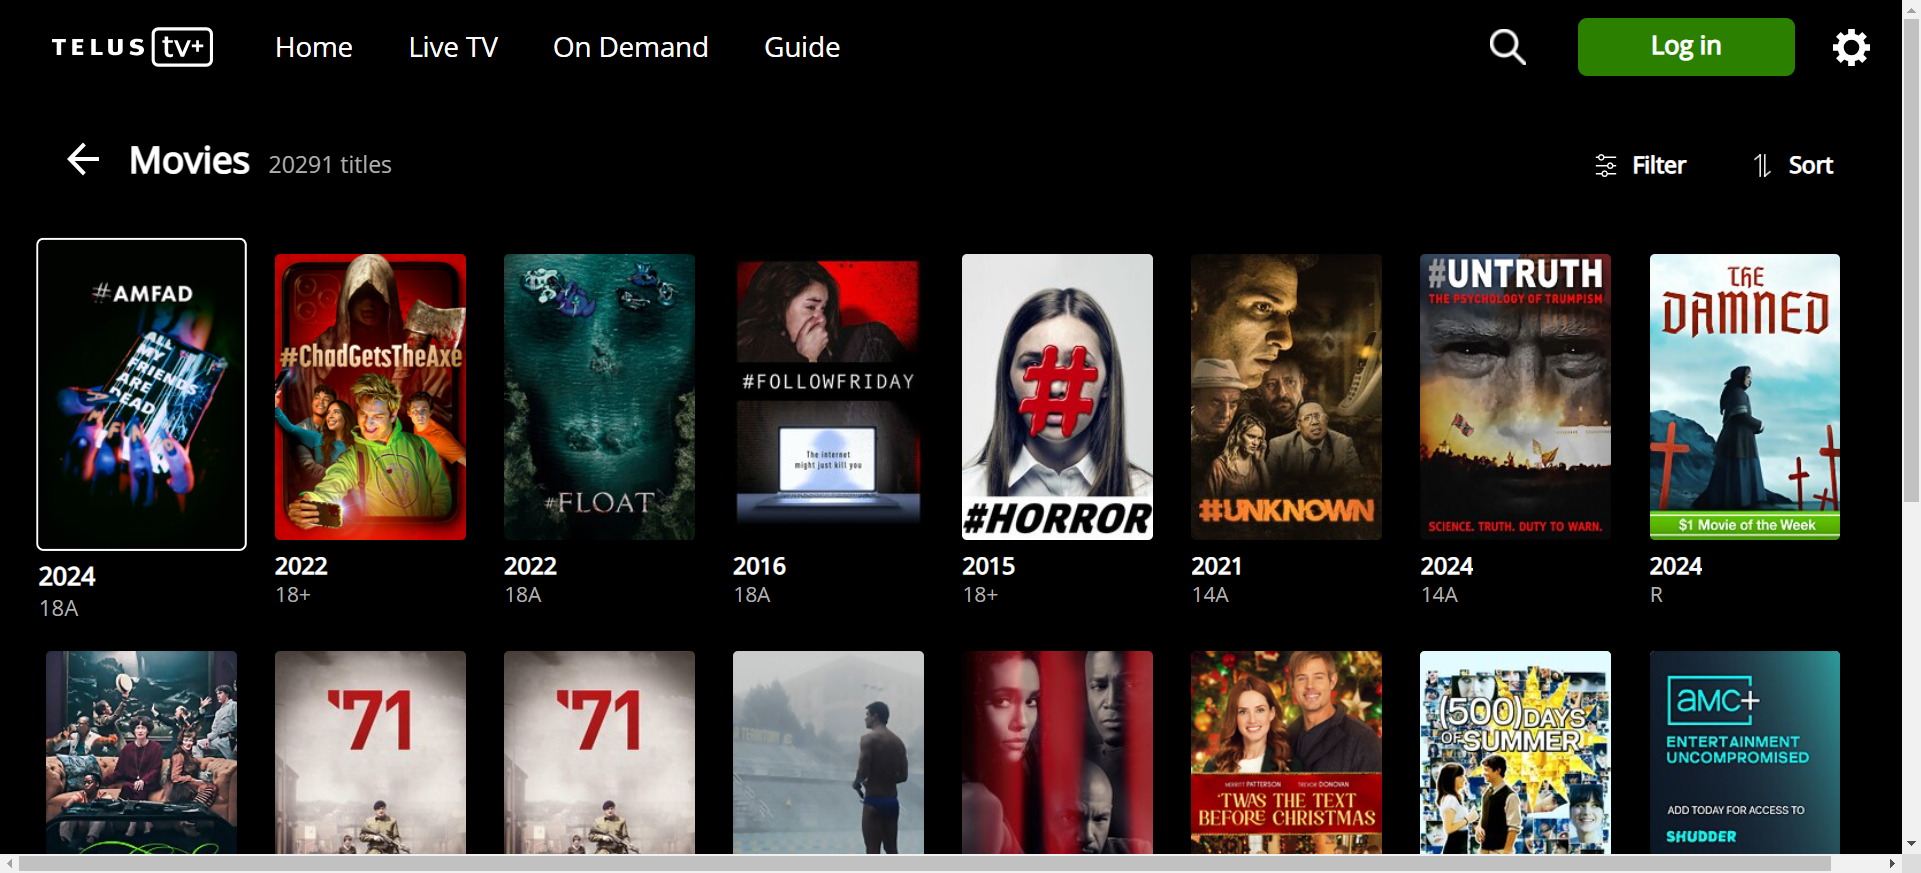 TELUS tv+
Home
Live TV
On Demand
Guide
Log in
Movies
20291 titles
Filter
Sort
#AMFAD
ALL
MY
FRIENDS
ARE
DEAD
#ChadGetsTheAxe
#FLOAT
#FOLLOWFRIDAY
The internet
might just kill you
#HORROR
#UNKNOWN
#UNTRUTH
THE PSYCHOLOGY OF TRUMPISM
SCIENCE. TRUTH. DUTY TO WARN.
THE
DAMNED
$1 Movie of the Week
2024
18A
2022
18+
2022
18A
2016
18A
2015
18+
2021
14A
2024
14A
2024
R
'71
'71
MERRITT PATTERSON
TREVOR DONOVAN
'TWAS THE TEXT
BEFORE CHRISTMAS
(500) DAYS
OF SUMMER
aMC+
ENTERTAINMENT
UNCOMPROMISED
ADD TODAY FOR ACCESS TO
SHUDDER